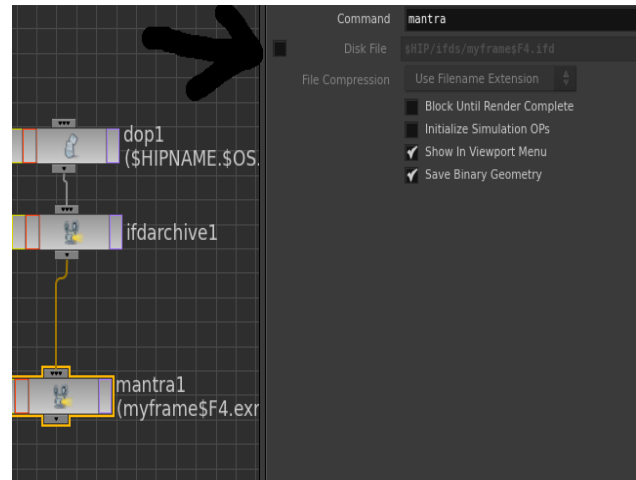 Command mantra
Disk File $HIP/ifds/myframe$F4.ifd
File Compression Use Filename Extension
Block Until Render Complete
Initialize Simulation OPs
Show In Viewport Menu
Save Binary Geometry
dop1
($HIPNAME.$OS.
ifdarchive1
mantra1
(myframe$F4.exr